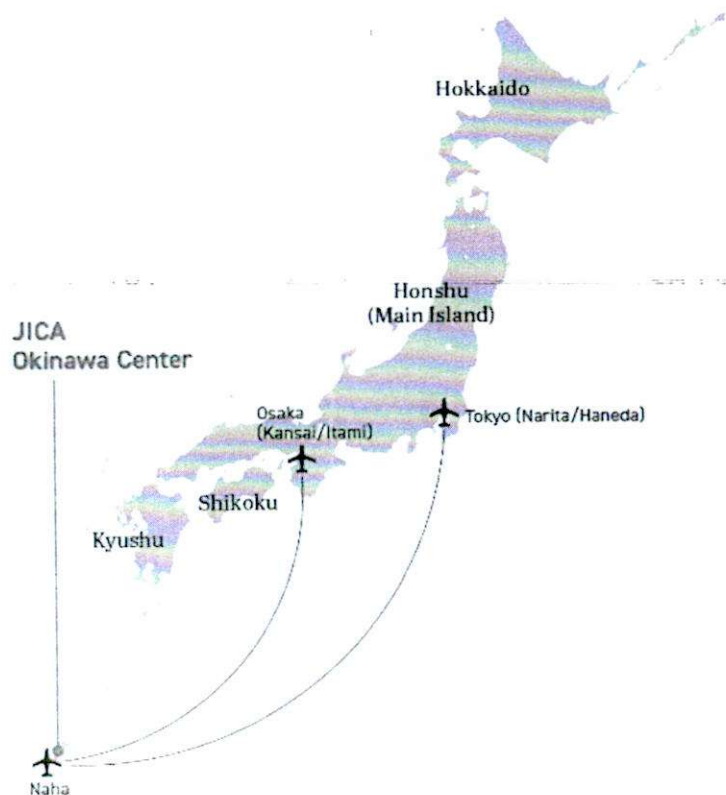 Hokkaido
Honshu
(Main Island)
JICA
Okinawa Center
Osaka
(Kansai/Itami)
Tokyo (Narita/Haneda)
Shikoku
Kyushu
Naha